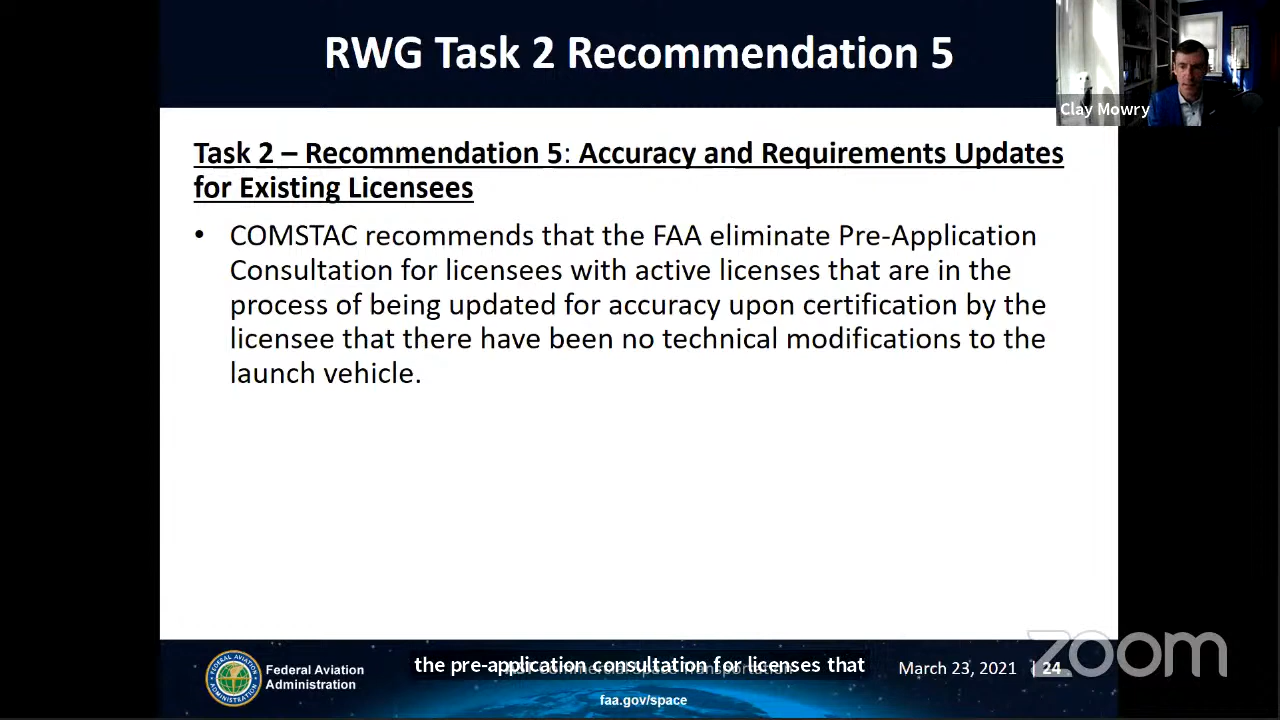 RWG Task 2 Recommendation 5
Clay Mowry
Task 2 – Recommendation 5: Accuracy and Requirements Updates
for Existing Licensees
• COMSTAC recommends that the FAA eliminate Pre-Application
Consultation for licensees with active licenses that are in the
process of being updated for accuracy upon certification by the
licensee that there have been no technical modifications to the
launch vehicle.
Federal Aviation
Administration
the pre-application consultation for licenses that
March 23, 2021 | 24
faa.gov/space
zoom